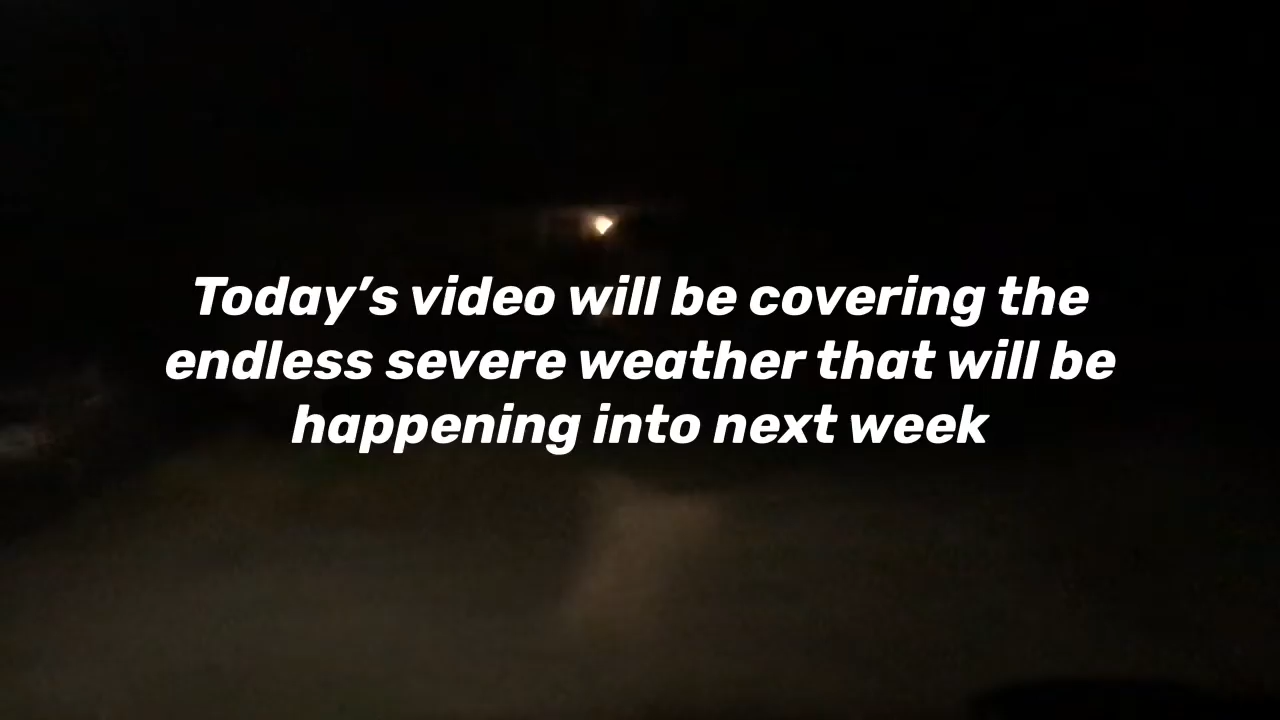 Today’s video will be covering the
endless severe weather that will be
happening into next week